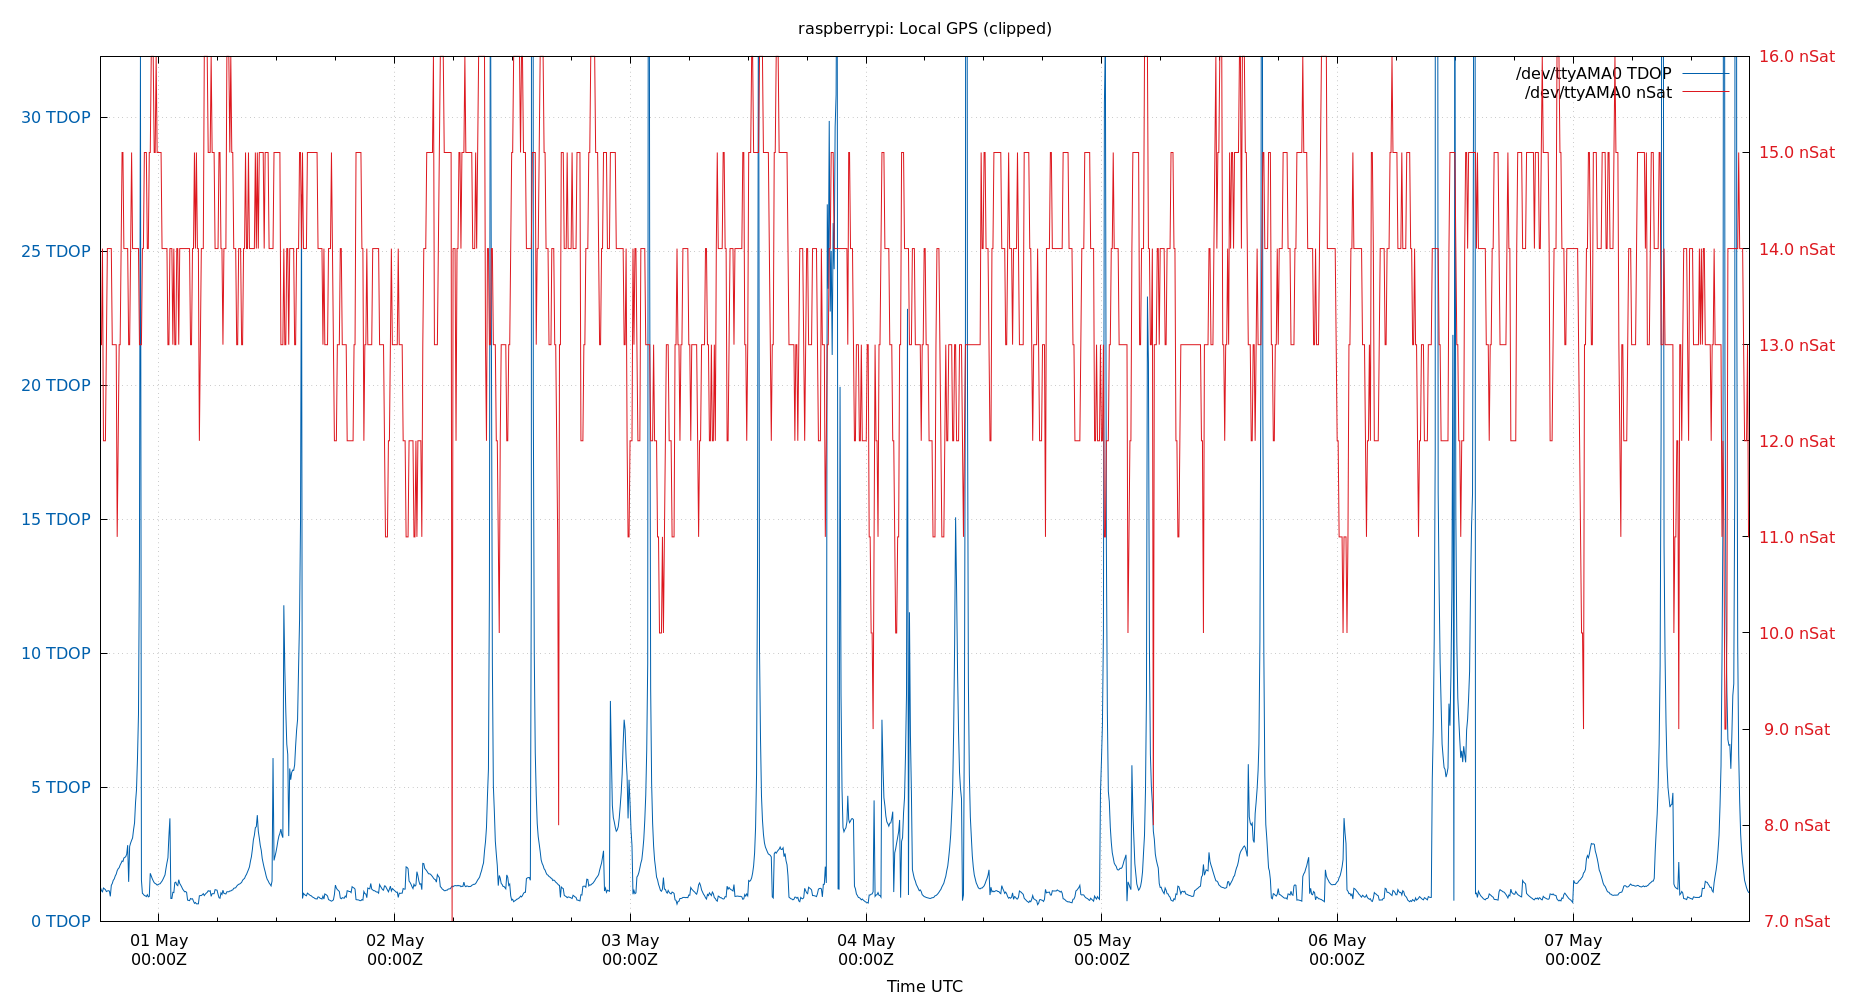 raspberrypi: Local GPS (clipped)
/dev/ttyAMA0 TDOP
/dev/ttyAMA0 nSat
30 TDOP
25 TDOP
20 TDOP
15 TDOP
10 TDOP
5 TDOP
0 TDOP
16.0 nSat
15.0 nSat
14.0 nSat
13.0 nSat
12.0 nSat
11.0 nSat
10.0 nSat
9.0 nSat
8.0 nSat
7.0 nSat
01 May
00:00Z
02 May
00:00Z
03 May
00:00Z
04 May
00:00Z
05 May
00:00Z
06 May
00:00Z
07 May
00:00Z
Time UTC